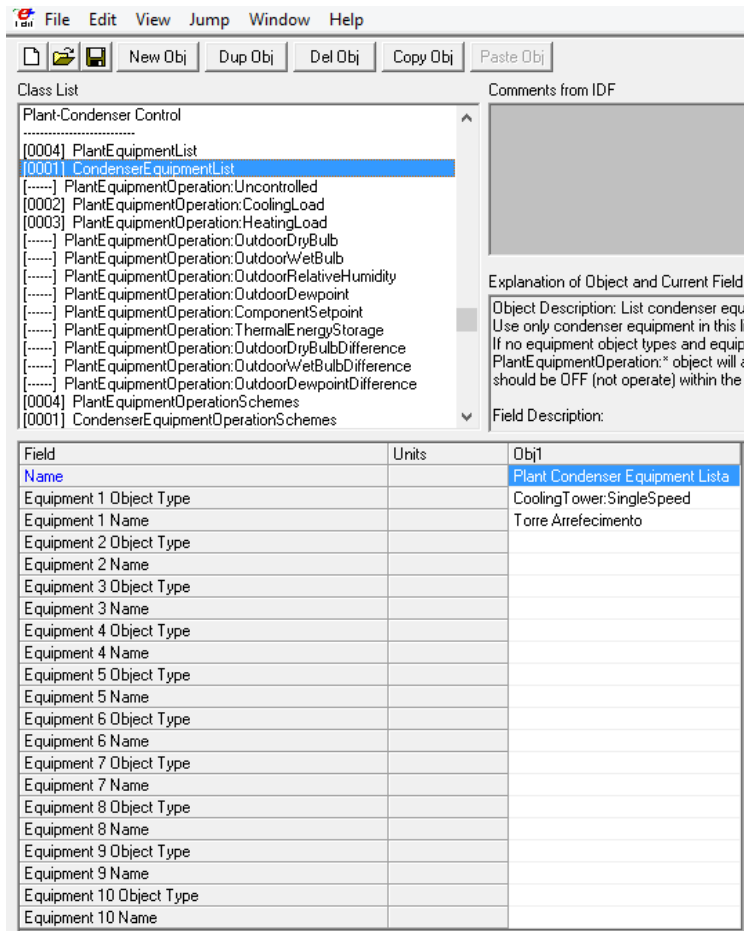 File Edit View Jump Window Help
New Obj Dup Obj Del Obj Copy Obj Paste Obj
Class List
Plant-Condenser Control
----------------------------
[0004] PlantEquipmentList
[0001] CondenserEquipmentList
[------] PlantEquipmentOperation:Uncontrolled
[0002] PlantEquipmentOperation:CoolingLoad
[0003] PlantEquipmentOperation:HeatingLoad
[------] PlantEquipmentOperation:OutdoorDryBulb
[------] PlantEquipmentOperation:OutdoorWetBulb
[------] PlantEquipmentOperation:OutdoorRelativeHumidity
[------] PlantEquipmentOperation:OutdoorDewpoint
[------] PlantEquipmentOperation:ComponentSetpoint
[------] PlantEquipmentOperation:ThermalEnergyStorage
[------] PlantEquipmentOperation:OutdoorDryBulbDifference
[------] PlantEquipmentOperation:OutdoorWetBulbDifference
[------] PlantEquipmentOperation:OutdoorDewpointDifference
[0004] PlantEquipmentOperationSchemes
[0001] CondenserEquipmentOperationSchemes
Comments from IDF
Explanation of Object and Current Field
Object Description: List condenser equ
Use only condenser equipment in this li
If no equipment object types and equip
PlantEquipmentOperation:* object will a
should be OFF (not operate) within the
Field Description:
Field Units Obj1
Name Plant Condenser Equipment Lista
Equipment 1 Object Type CoolingTower:SingleSpeed
Equipment 1 Name Torre Arrefecimento
Equipment 2 Object Type
Equipment 2 Name
Equipment 3 Object Type
Equipment 3 Name
Equipment 4 Object Type
Equipment 4 Name
Equipment 5 Object Type
Equipment 5 Name
Equipment 6 Object Type
Equipment 6 Name
Equipment 7 Object Type
Equipment 7 Name
Equipment 8 Object Type
Equipment 8 Name
Equipment 9 Object Type
Equipment 9 Name
Equipment 10 Object Type
Equipment 10 Name